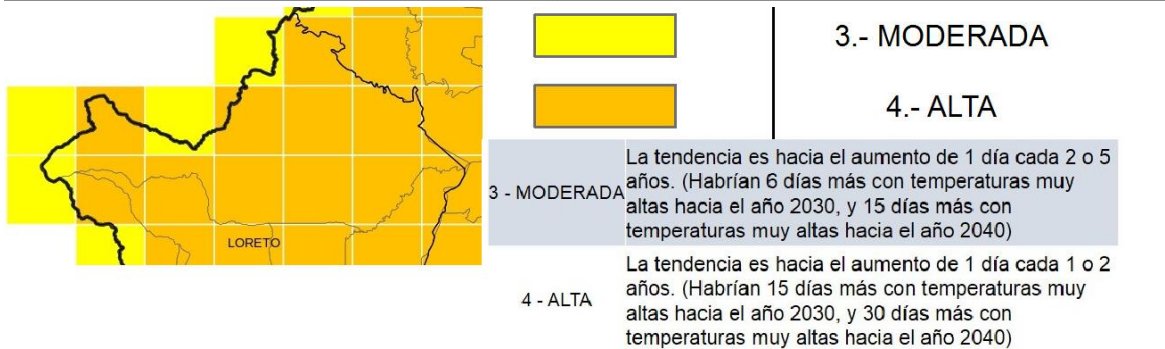 3.- MODERADA
4.- ALTA
LORETO
3 - MODERADA
La tendencia es hacia el aumento de 1 día cada 2 o 5
años. (Habrían 6 días más con temperaturas muy
altas hacia el año 2030, y 15 días más con
temperaturas muy altas hacia el año 2040)
4 - ALTA
La tendencia es hacia el aumento de 1 día cada 1 o 2
años. (Habrían 15 días más con temperaturas muy
altas hacia el año 2030, y 30 días más con
temperaturas muy altas hacia el año 2040)